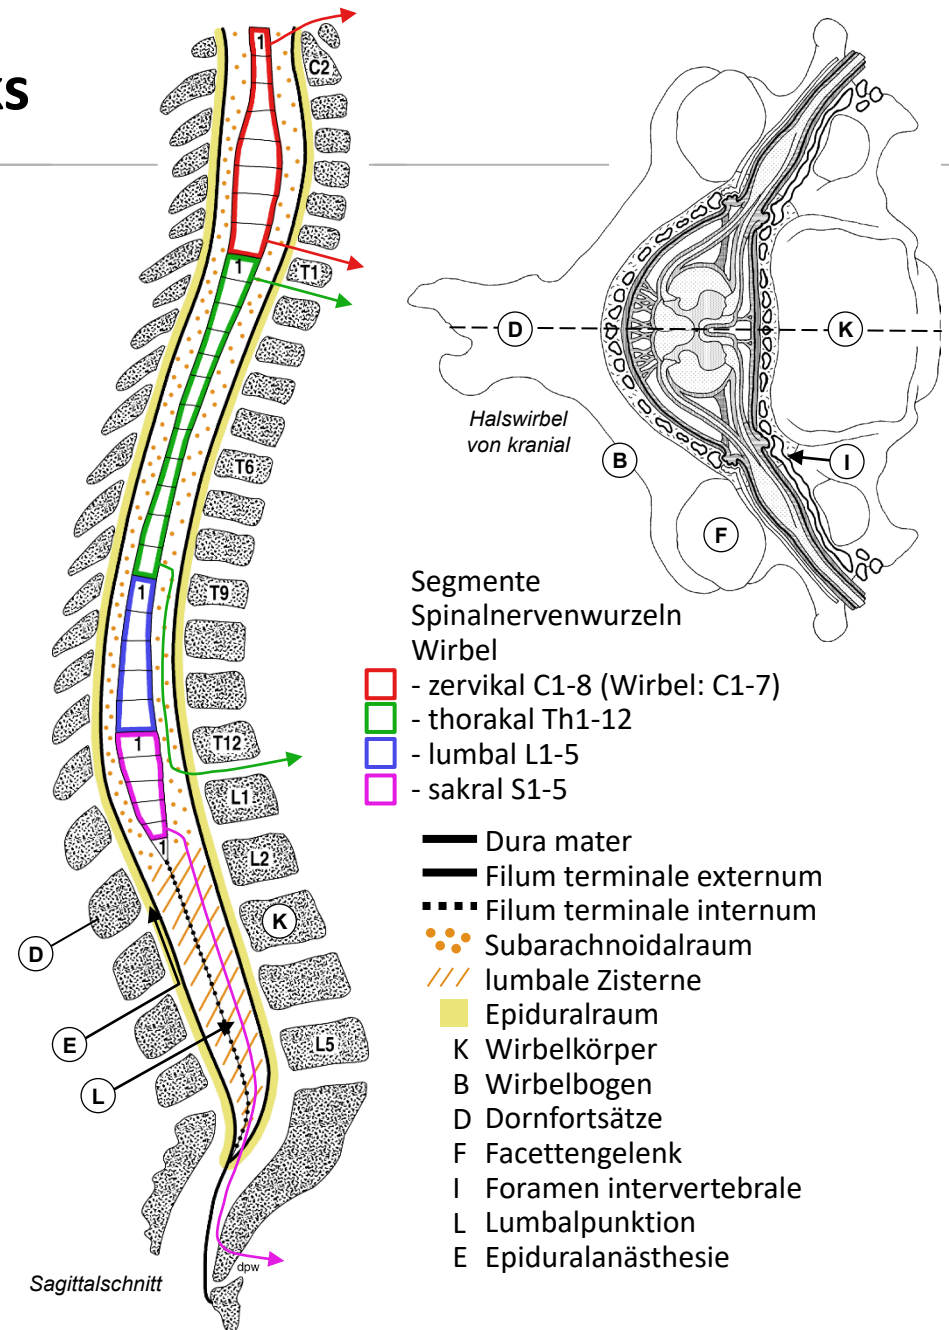 ks
1
C2
1
T1
T6
T9
1
T12
1
L1
L2
1
K
D
E
L5
L
dpw
Sagittalschnitt
D
K
Halswirbel
von kranial
B
I
F
Segmente
Spinalnervenwurzeln
Wirbel
- zervikal C1-8 (Wirbel: C1-7)
- thorakal Th1-12
- lumbal L1-5
- sakral S1-5
Dura mater
Filum terminale externum
Filum terminale internum
Subarachnoidalraum
lumbale Zisterne
Epiduralraum
K Wirbelkörper
B Wirbelbogen
D Dornfortsätze
F Facettengelenk
I Foramen intervertebrale
L Lumbalpunktion
E Epiduralanästhesie